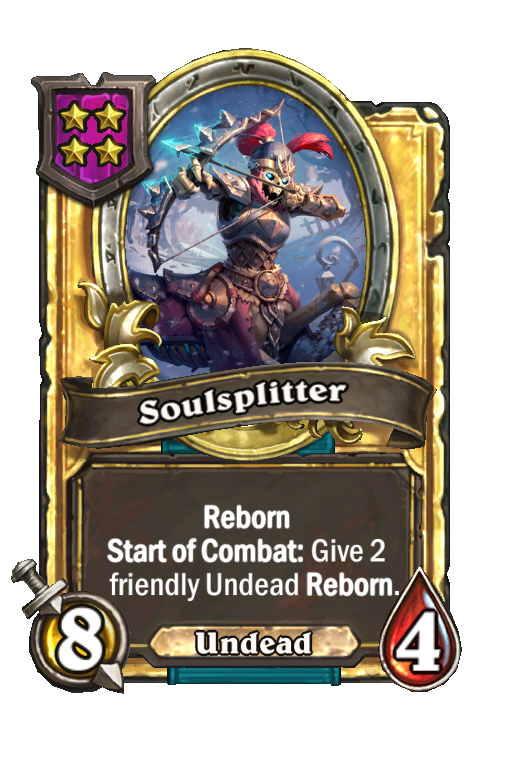 Soulsplitter
Reborn
Start of Combat: Give 2
friendly Undead Reborn.
8
Undead
4